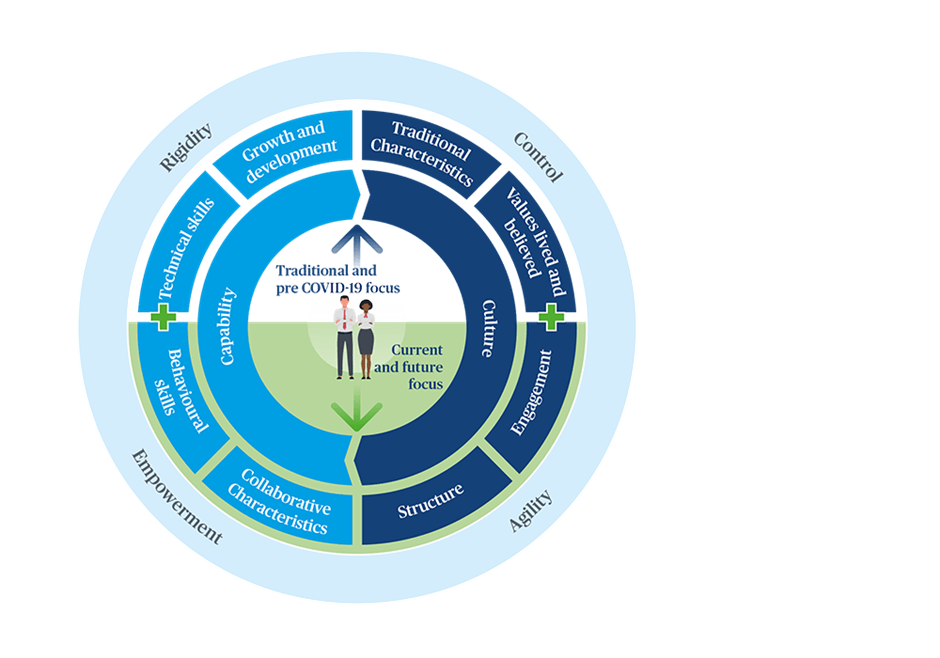 Rigidity
Control
Growth and
development
Traditional
Characteristics
Technical skills
Values lived and
believed
Traditional and
pre COVID-19 focus
Capability
Culture
Current
and future
focus
Behavioural
skills
Engagement
Collaborative
Characteristics
Structure
Empowerment
Agility